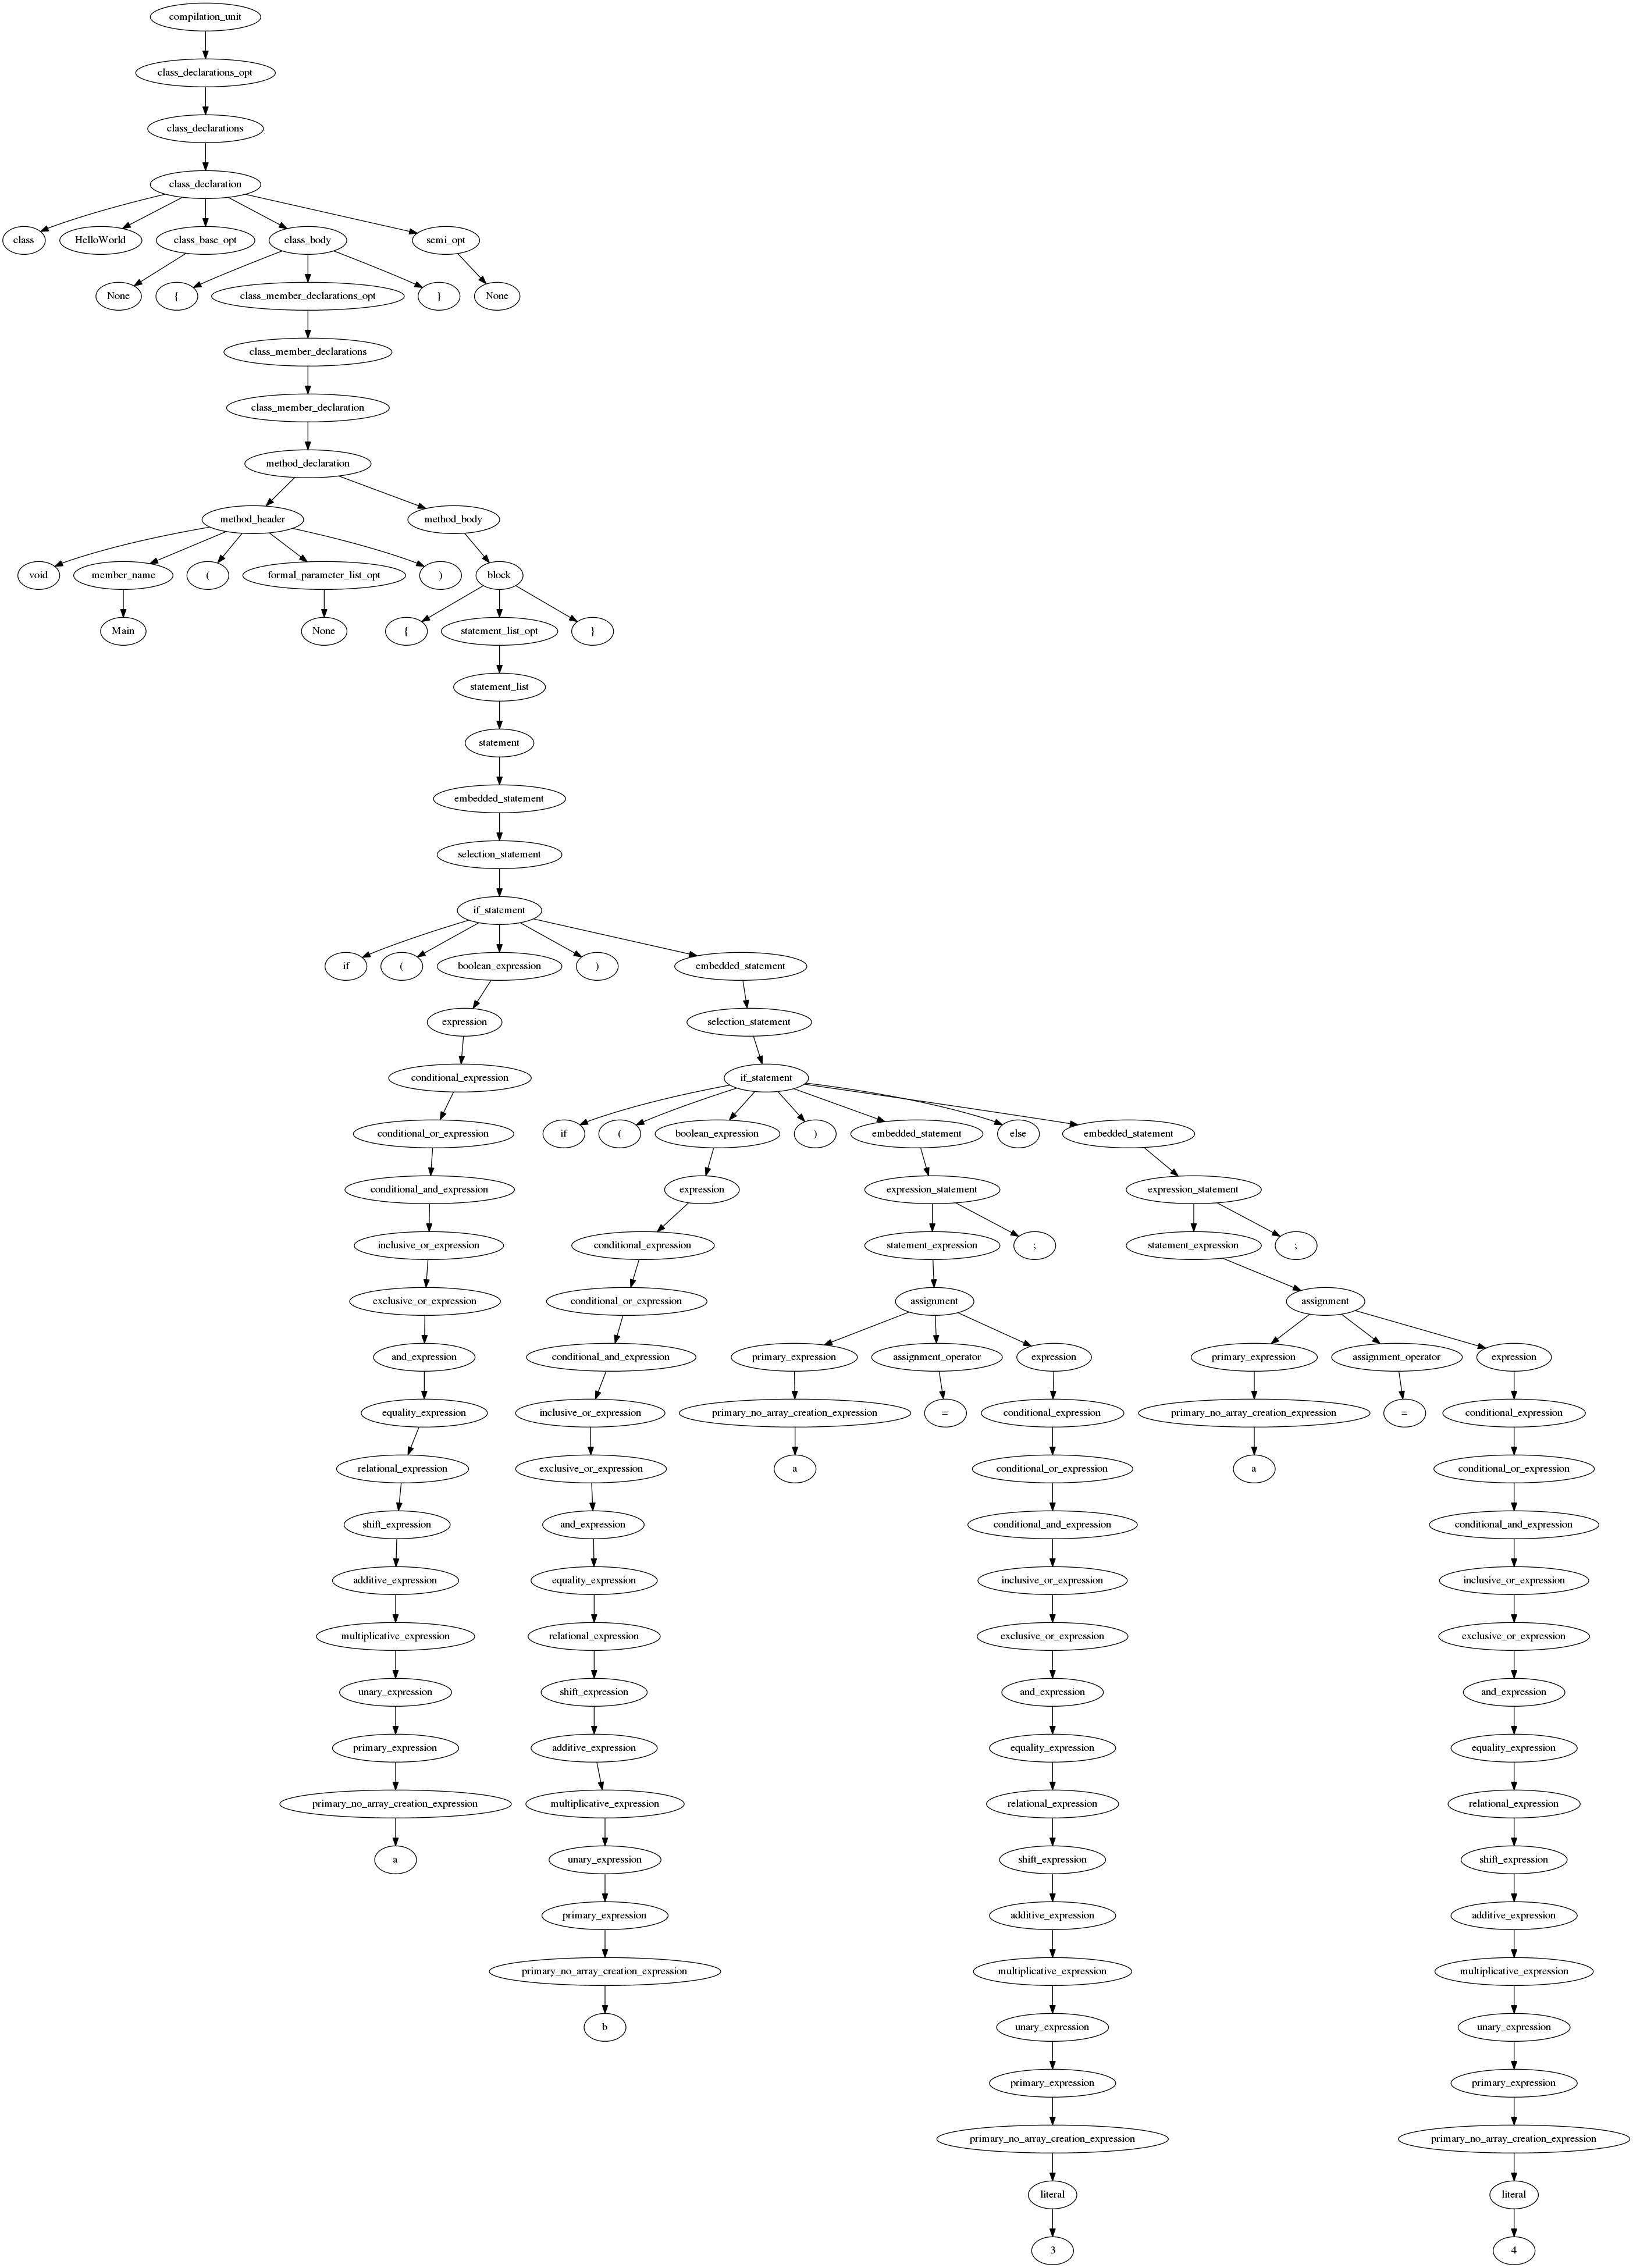 compilation_unit
class_declarations_opt
class_declarations
class_declaration
class HelloWorld class_base_opt class_body semi_opt
None { class_member_declarations_opt } None
class_member_declarations
class_member_declaration
method_declaration
method_header method_body
void member_name ( formal_parameter_list_opt ) block
Main None { statement_list_opt }
statement_list
statement
embedded_statement
selection_statement
if_statement
if ( boolean_expression ) embedded_statement
expression selection_statement
conditional_expression if_statement
conditional_or_expression if ( boolean_expression ) embedded_statement else embedded_statement
conditional_and_expression expression expression_statement expression_statement
inclusive_or_expression conditional_expression statement_expression ; statement_expression ;
exclusive_or_expression conditional_or_expression assignment assignment
and_expression conditional_and_expression primary_expression assignment_operator expression primary_expression assignment_operator expression
equality_expression inclusive_or_expression primary_no_array_creation_expression = conditional_expression primary_no_array_creation_expression = conditional_expression
relational_expression exclusive_or_expression a conditional_or_expression a conditional_or_expression
shift_expression and_expression conditional_and_expression conditional_and_expression
additive_expression equality_expression inclusive_or_expression inclusive_or_expression
multiplicative_expression relational_expression exclusive_or_expression exclusive_or_expression
unary_expression shift_expression and_expression and_expression
primary_expression additive_expression equality_expression equality_expression
primary_no_array_creation_expression multiplicative_expression relational_expression relational_expression
a unary_expression shift_expression shift_expression
primary_expression additive_expression additive_expression
primary_no_array_creation_expression multiplicative_expression multiplicative_expression
b unary_expression unary_expression
primary_expression primary_expression
primary_no_array_creation_expression primary_no_array_creation_expression
literal literal
3 4